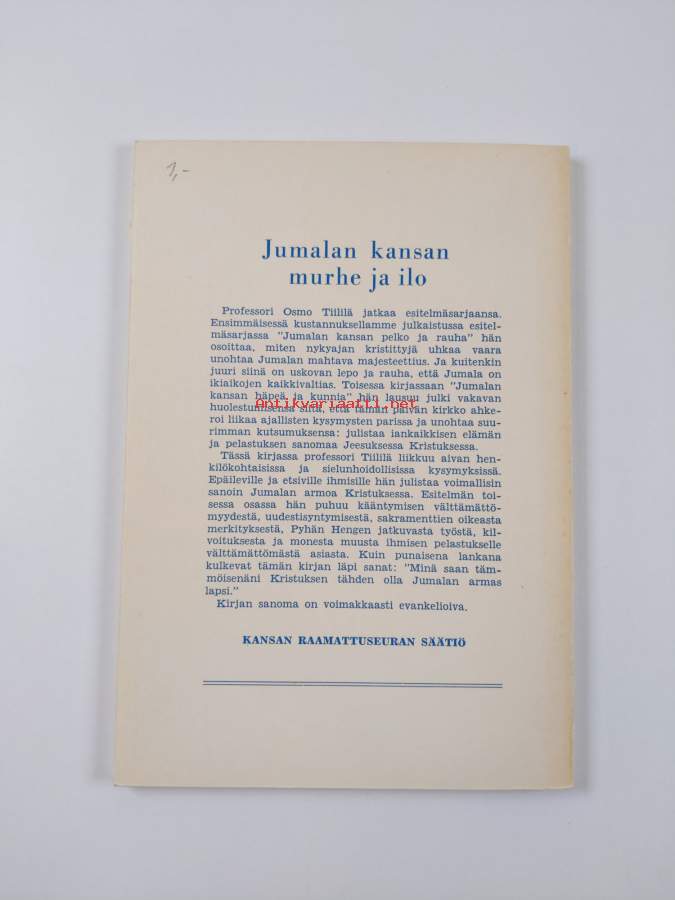 1,-
Jumalan kansan
murhe ja ilo
Professori Osmo Tiililä jatkaa esitelmäsarjaansa.
Ensimmäisessä kustannuksellamme julkaistussa esitel-
mäsarjassa "Jumalan kansan pelko ja rauha" hän
osoittaa, miten nykyajan kristittyjä uhkaa vaara
unohtaa Jumalan mahtava majesteettius. Ja kuitenkin
juuri siinä on uskovan lepo ja rauha, että Jumala on
ikiaikojen kaikkivaltias. Toisessa kirjassaan "Jumalan
kansan häpeä ja kunnia" hän lausuu julki vakavan
Antikvariaatti.net
huolestumisensa siitä, että tämän päivän kirkko ahke-
roi liikaa ajallisten kysymysten parissa ja unohtaa suu-
rimman kutsumuksensa: julistaa iankaikkisen elämän
ja pelastuksen sanomaa Jeesuksessa Kristuksessa.
Tässä kirjassa professori Tiililä liikkuu aivan hen-
kilökohtaisissa ja sielunhoidollisissa kysymyksissä.
Epäileville ja etsiville ihmisille hän julistaa voimallisin
sanoin Jumalan armoa Kristuksessa. Esitelmän toi-
sessa osassa hän puhuu kääntymisen välttämättö-
myydestä, uudestisyntymisestä, sakramenttien oikeasta
merkityksestä, Pyhän Hengen jatkuvasta työstä, kil-
voituksesta ja monesta muusta ihmisen pelastukselle
välttämättömästä asiasta. Kuin punaisena lankana
kulkevat tämän kirjan läpi sanat: "Minä saan täm-
möisenäni Kristuksen tähden olla Jumalan armas
lapsi."
Kirjan sanoma on voimakkaasti evankelioiva.
KANSAN RAAMATTUSEURAN SÄÄTIÖ